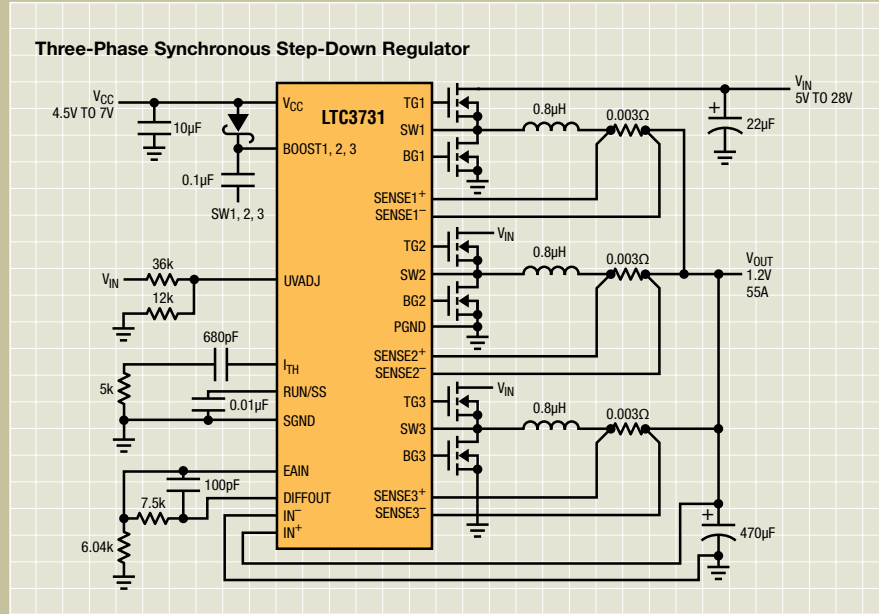 Three-Phase Synchronous Step-Down Regulator
VCC
4.5V TO 7V
10µF
0.1µF
SW1, 2, 3
VIN
36k
12k
680pF
5k
0.01µF
100pF
7.5k
6.04k
LTC3731
VCC
BOOST1, 2, 3
UVADJ
ITH
RUN/SS
SGND
EAIN
DIFFOUT
IN−
IN+
TG1
SW1
BG1
SENSE1+
SENSE1−
TG2
SW2
BG2
PGND
SENSE2+
SENSE2−
TG3
SW3
BG3
SENSE3+
SENSE3−
0.8µH
0.003Ω
+
22µF
VIN
5V TO 28V
VIN
0.8µH
0.003Ω
VOUT
1.2V
55A
VIN
0.8µH
0.003Ω
+
470µF